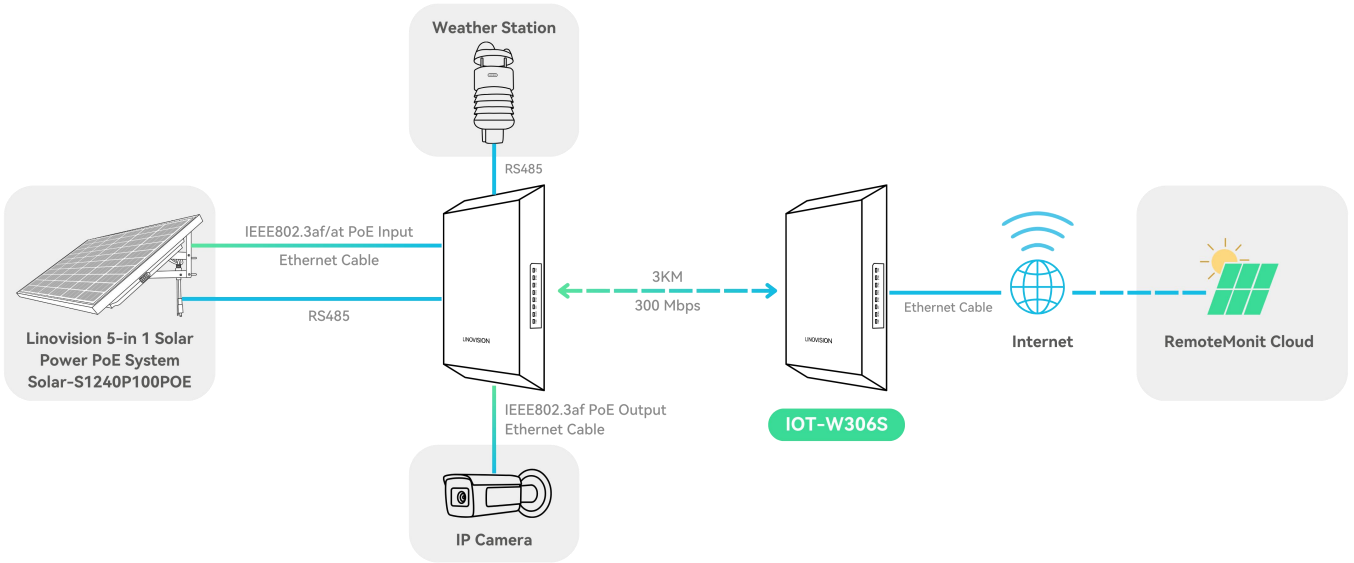 Weather Station
RS485
IEEE802.3af/at PoE Input
Ethernet Cable
RS485
Linovision 5-in 1 Solar
Power PoE System
Solar-S1240P100POE
LINOVISION
3KM
300 Mbps
LINOVISION
IOT-W306S
Ethernet Cable
Internet
RemoteMonit Cloud
IEEE802.3af PoE Output
Ethernet Cable
IP Camera